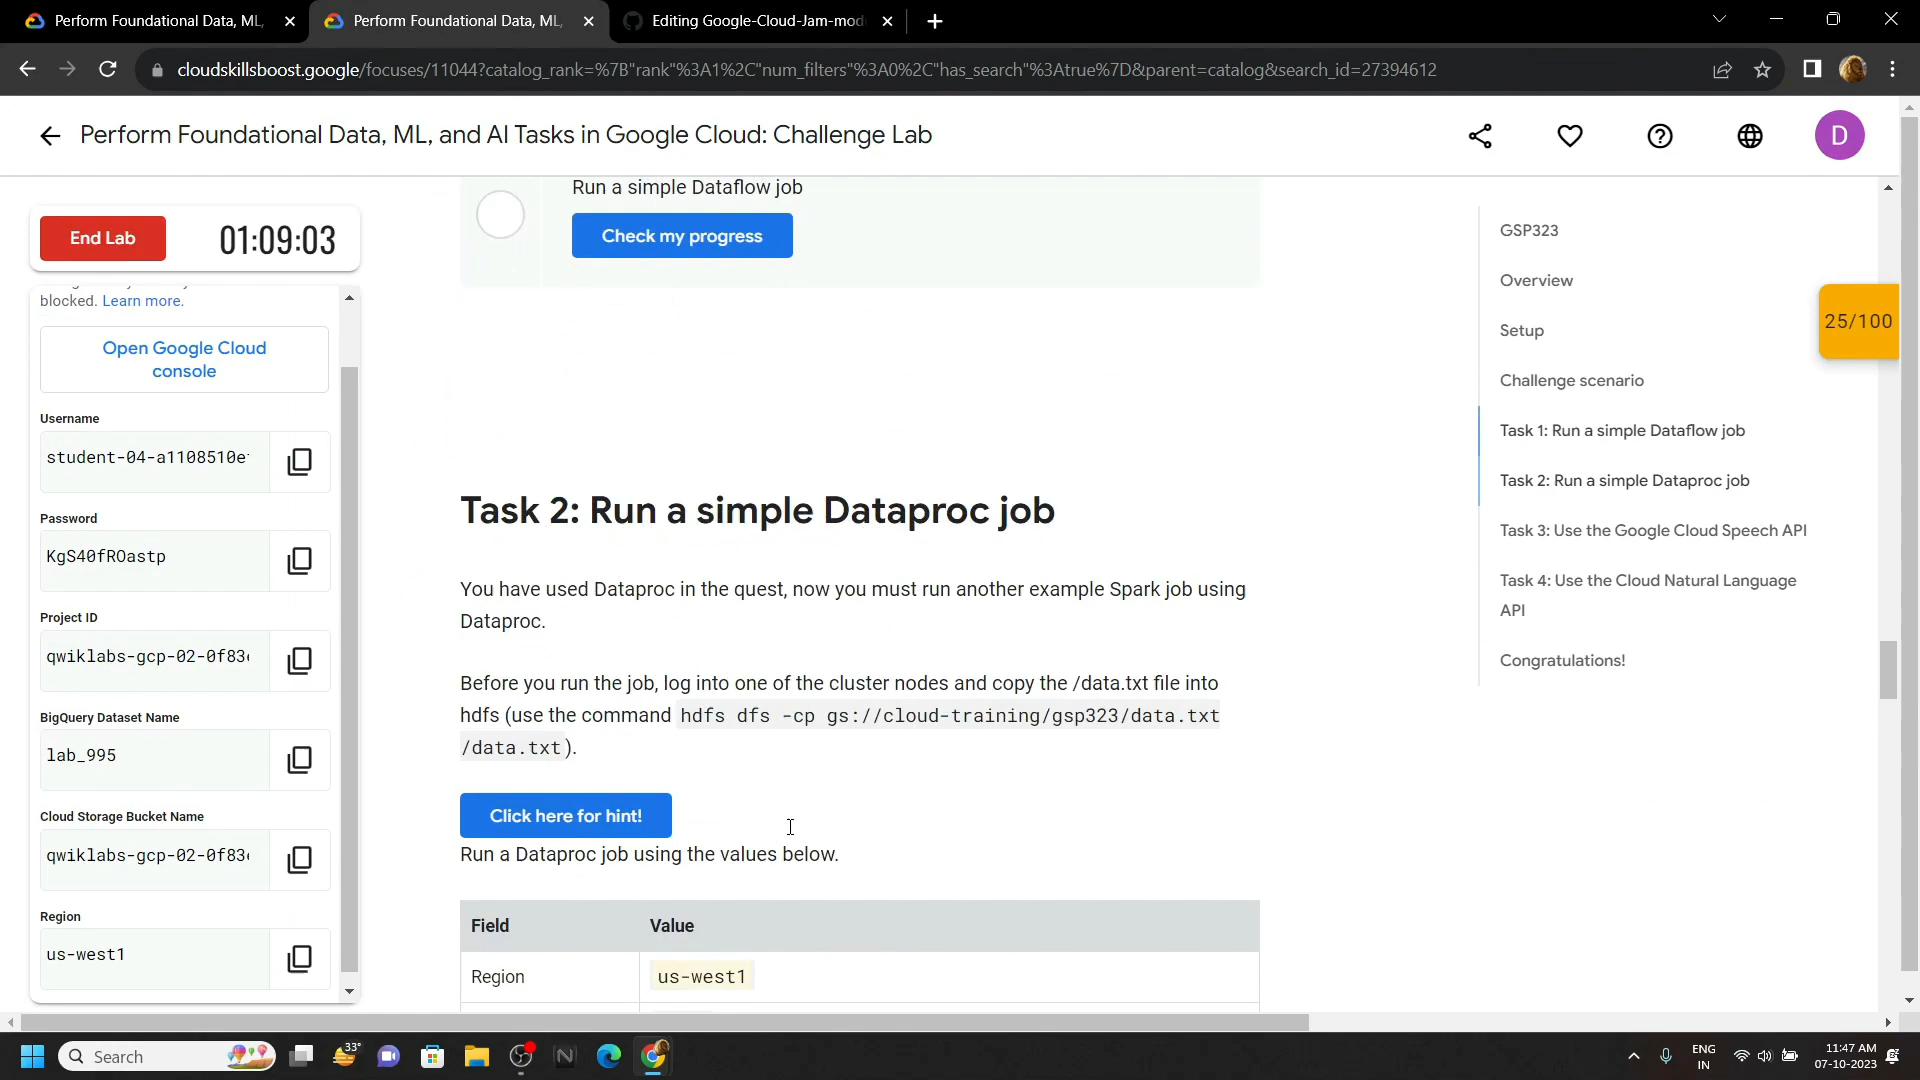 Perform Foundational Data, ML,
Perform Foundational Data, ML,
Editing Google-Cloud-Jam-mod
cloudskillsboost.google/focuses/11044?catalog_rank=%7B"rank"%3A1%2C"num_filters"%3A0%2C"has_search"%3Atrue%7D&parent=catalog&search_id=27394612
Perform Foundational Data, ML, and AI Tasks in Google Cloud: Challenge Lab
D
End Lab
01:09:03
blocked. Learn more.
Open Google Cloud
console
Username
student-04-a1108510e
Password
KgS40fROastp
Project ID
qwiklabs-gcp-02-0f83
BigQuery Dataset Name
lab_995
Cloud Storage Bucket Name
qwiklabs-gcp-02-0f83
Region
us-west1
Run a simple Dataflow job
Check my progress
Task 2: Run a simple Dataproc job
You have used Dataproc in the quest, now you must run another example Spark job using
Dataproc.
Before you run the job, log into one of the cluster nodes and copy the /data.txt file into
hdfs (use the command hdfs dfs -cp gs://cloud-training/gsp323/data.txt
/data.txt).
Click here for hint!
Run a Dataproc job using the values below.
Field Value
Region us-west1
GSP323
Overview
Setup
Challenge scenario
Task 1: Run a simple Dataflow job
Task 2: Run a simple Dataproc job
Task 3: Use the Google Cloud Speech API
Task 4: Use the Cloud Natural Language
API
Congratulations!
25/100
Search
33°
ENG
IN
11:47 AM
07-10-2023